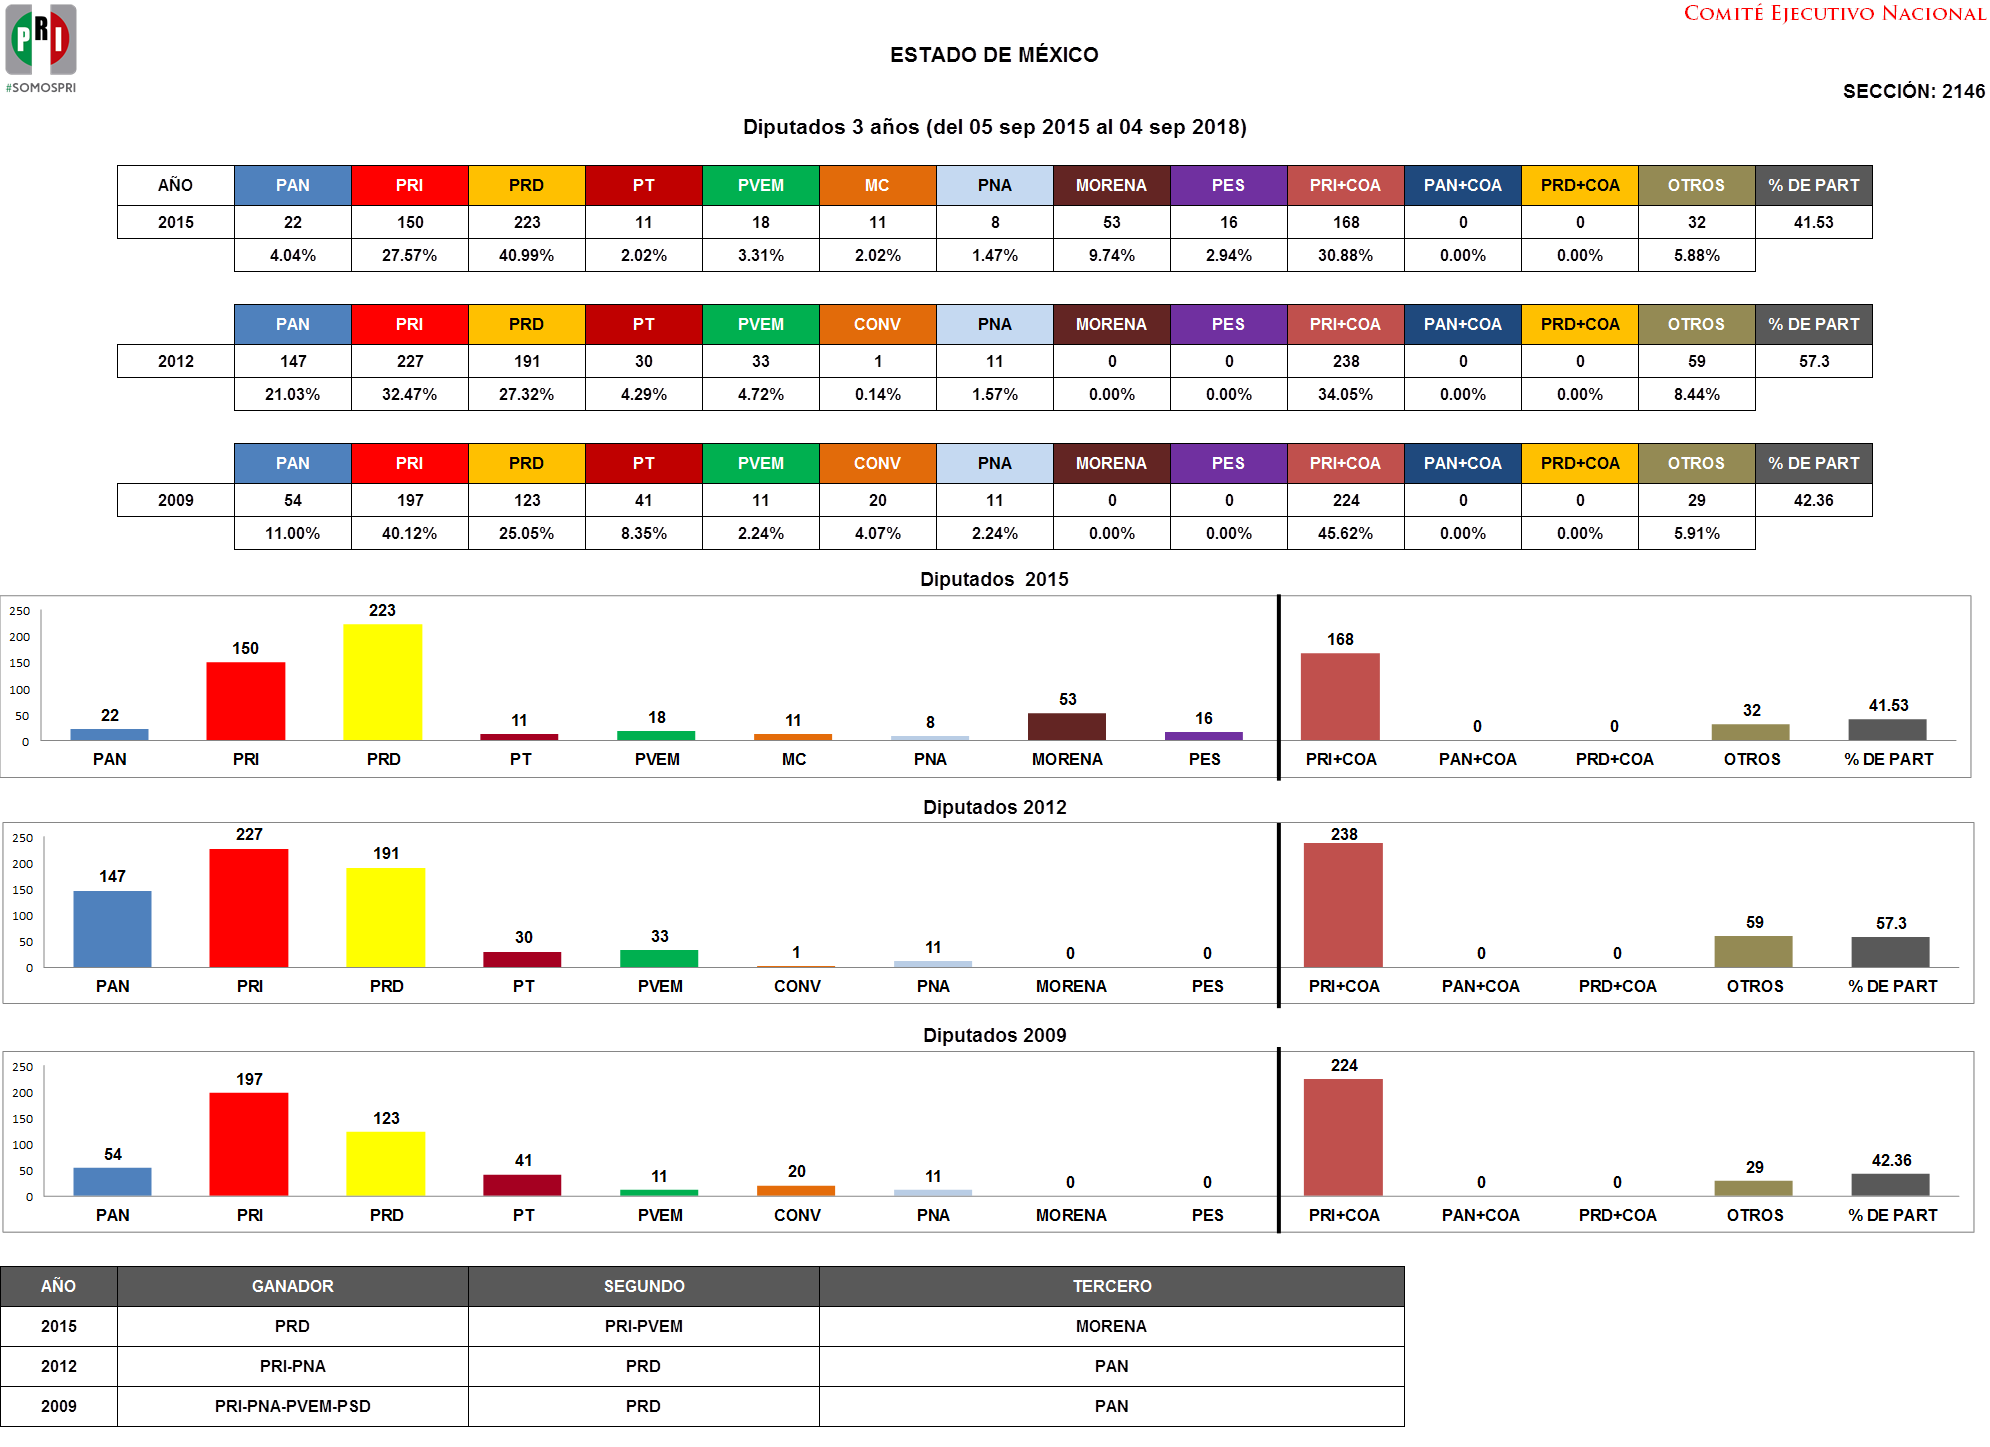 PRI
#SOMOSPRI
COMITÉ EJECUTIVO NACIONAL
ESTADO DE MÉXICO
SECCIÓN: 2146
Diputados 3 años (del 05 sep 2015 al 04 sep 2018)
AÑO PAN PRI PRD PT PVEM MC PNA MORENA PES PRI+COA PAN+COA PRD+COA OTROS % DE PART
2015 22 150 223 11 18 11 8 53 16 168 0 0 32 41.53
4.04% 27.57% 40.99% 2.02% 3.31% 2.02% 1.47% 9.74% 2.94% 30.88% 0.00% 0.00% 5.88%
PAN PRI PRD PT PVEM CONV PNA MORENA PES PRI+COA PAN+COA PRD+COA OTROS % DE PART
2012 147 227 191 30 33 1 11 0 0 238 0 0 59 57.3
21.03% 32.47% 27.32% 4.29% 4.72% 0.14% 1.57% 0.00% 0.00% 34.05% 0.00% 0.00% 8.44%
PAN PRI PRD PT PVEM CONV PNA MORENA PES PRI+COA PAN+COA PRD+COA OTROS % DE PART
2009 54 197 123 41 11 20 11 0 0 224 0 0 29 42.36
11.00% 40.12% 25.05% 8.35% 2.24% 4.07% 2.24% 0.00% 0.00% 45.62% 0.00% 0.00% 5.91%
Diputados 2015
250
200
150
100
50
0
22 150 223 11 18 11 8 53 16 168 0 0 32 41.53
PAN PRI PRD PT PVEM MC PNA MORENA PES PRI+COA PAN+COA PRD+COA OTROS % DE PART
Diputados 2012
250
200
150
100
50
0
147 227 191 30 33 1 11 0 0 238 0 0 59 57.3
PAN PRI PRD PT PVEM CONV PNA MORENA PES PRI+COA PAN+COA PRD+COA OTROS % DE PART
Diputados 2009
250
200
150
100
50
0
54 197 123 41 11 20 11 0 0 224 0 0 29 42.36
PAN PRI PRD PT PVEM CONV PNA MORENA PES PRI+COA PAN+COA PRD+COA OTROS % DE PART
AÑO GANADOR SEGUNDO TERCERO
2015 PRD PRI-PVEM MORENA
2012 PRI-PNA PRD PAN
2009 PRI-PNA-PVEM-PSD PRD PAN